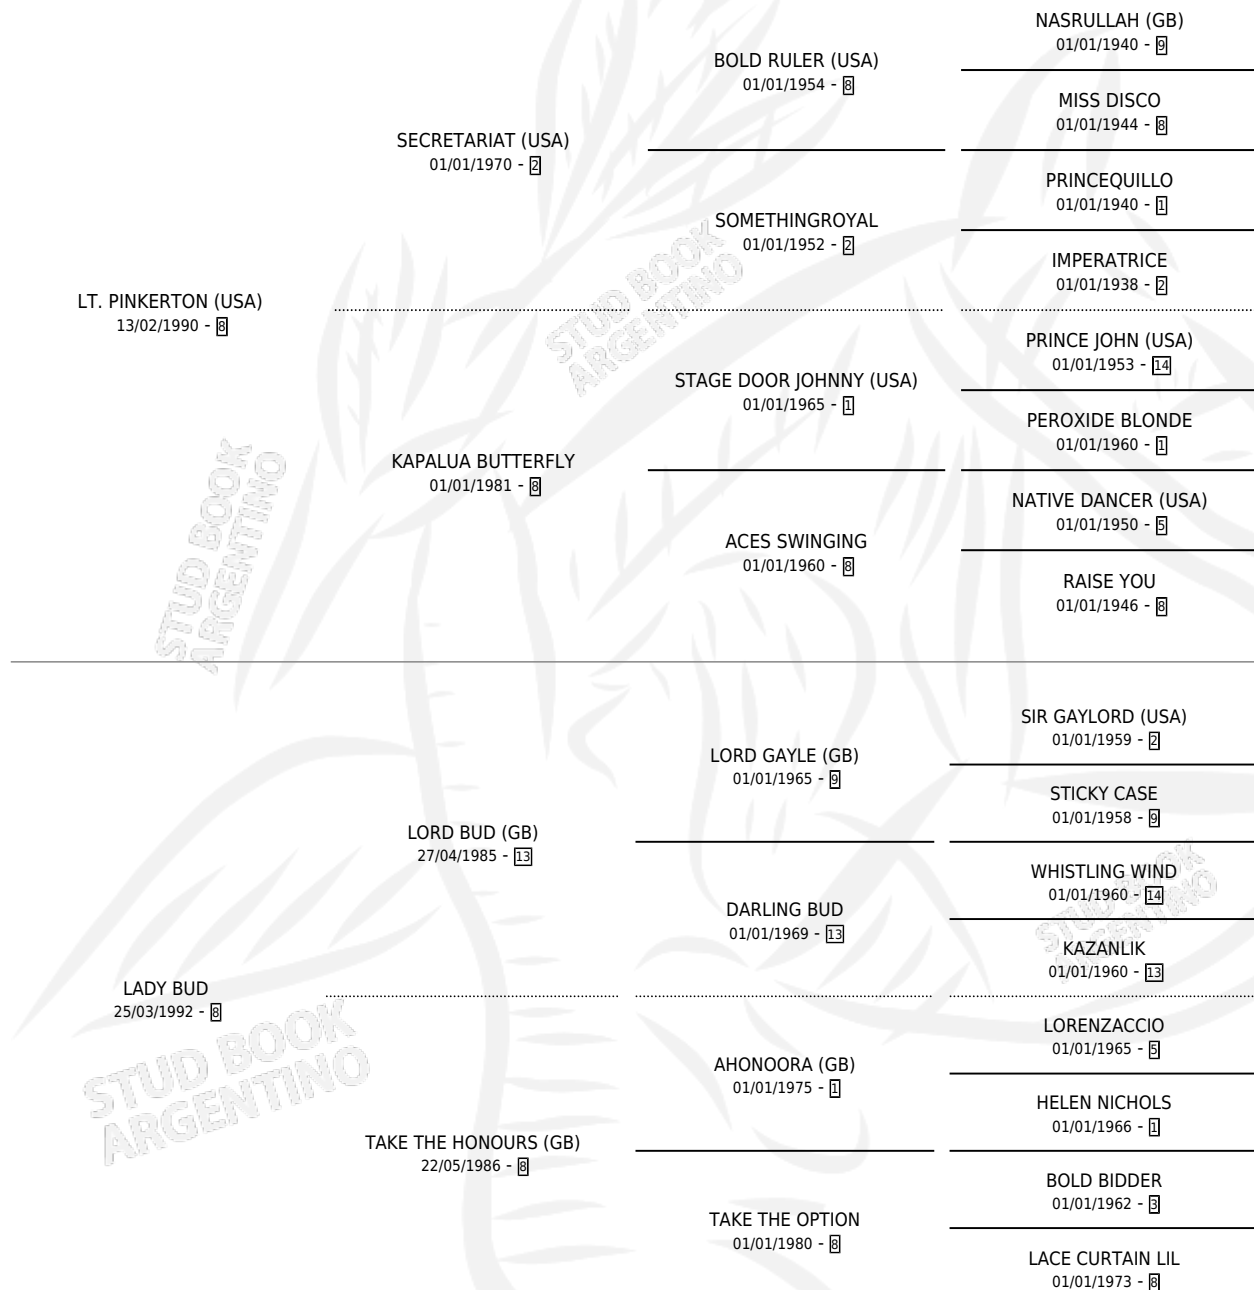 NASRULLAH (GB)
01/01/1940 - 9
BOLD RULER (USA)
01/01/1954 - 8
MISS DISCO
01/01/1944 - 8
SECRETARIAT (USA)
01/01/1970 - 2
PRINCEQUILLO
01/01/1940 - 1
SOMETHINGROYAL
01/01/1952 - 2
IMPERATRICE
01/01/1938 - 2
LT. PINKERTON (USA)
13/02/1990 - 8
PRINCE JOHN (USA)
01/01/1953 - 14
STAGE DOOR JOHNNY (USA)
01/01/1965 - 1
PEROXIDE BLONDE
01/01/1960 - 1
KAPALUA BUTTERFLY
01/01/1981 - 8
NATIVE DANCER (USA)
01/01/1950 - 5
ACES SWINGING
01/01/1960 - 8
RAISE YOU
01/01/1946 - 8
SIR GAYLORD (USA)
01/01/1959 - 2
LORD GAYLE (GB)
01/01/1965 - 9
STICKY CASE
01/01/1958 - 9
LORD BUD (GB)
27/04/1985 - 13
WHISTLING WIND
01/01/1960 - 14
DARLING BUD
01/01/1969 - 13
KAZANLIK
01/01/1960 - 13
LADY BUD
25/03/1992 - 8
LORENZACCIO
01/01/1965 - 5
AHONOORA (GB)
01/01/1975 - 1
HELEN NICHOLS
01/01/1966 - 1
TAKE THE HONOURS (GB)
22/05/1986 - 8
BOLD BIDDER
01/01/1962 - 3
TAKE THE OPTION
01/01/1980 - 8
LACE CURTAIN LIL
01/01/1973 - 8
STUD BOOK
ARGENTINO
STUD BOOK
ARGENTINO
STUD BOOK
ARGENTINO
STUD BOOK
ARGENTINO